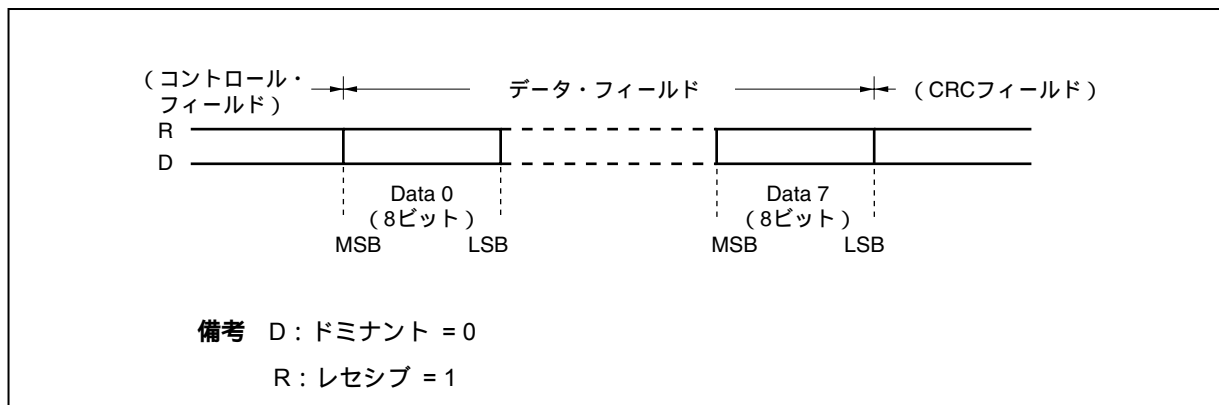 （コントロール・
フィールド）
データ・フィールド
（CRCフィールド）
R
D
Data 0
（8ビット）
Data 7
（8ビット）
MSB
LSB
MSB
LSB
備考 D：ドミナント = 0
R：レセシブ = 1